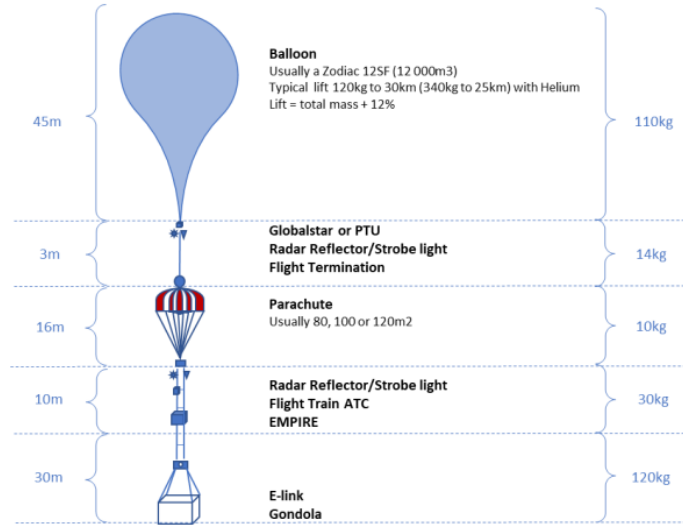 Balloon
Usually a Zodiac 12SF (12 000m3)
Typical lift 120kg to 30km (340kg to 25km) with Helium
Lift = total mass + 12%
45m
110kg
Globalstar or PTU
Radar Reflector/Strobe light
Flight Termination
3m
14kg
Parachute
Usually 80, 100 or 120m2
16m
10kg
Radar Reflector/Strobe light
Flight Train ATC
EMPIRE
10m
30kg
30m
120kg
E-link
Gondola